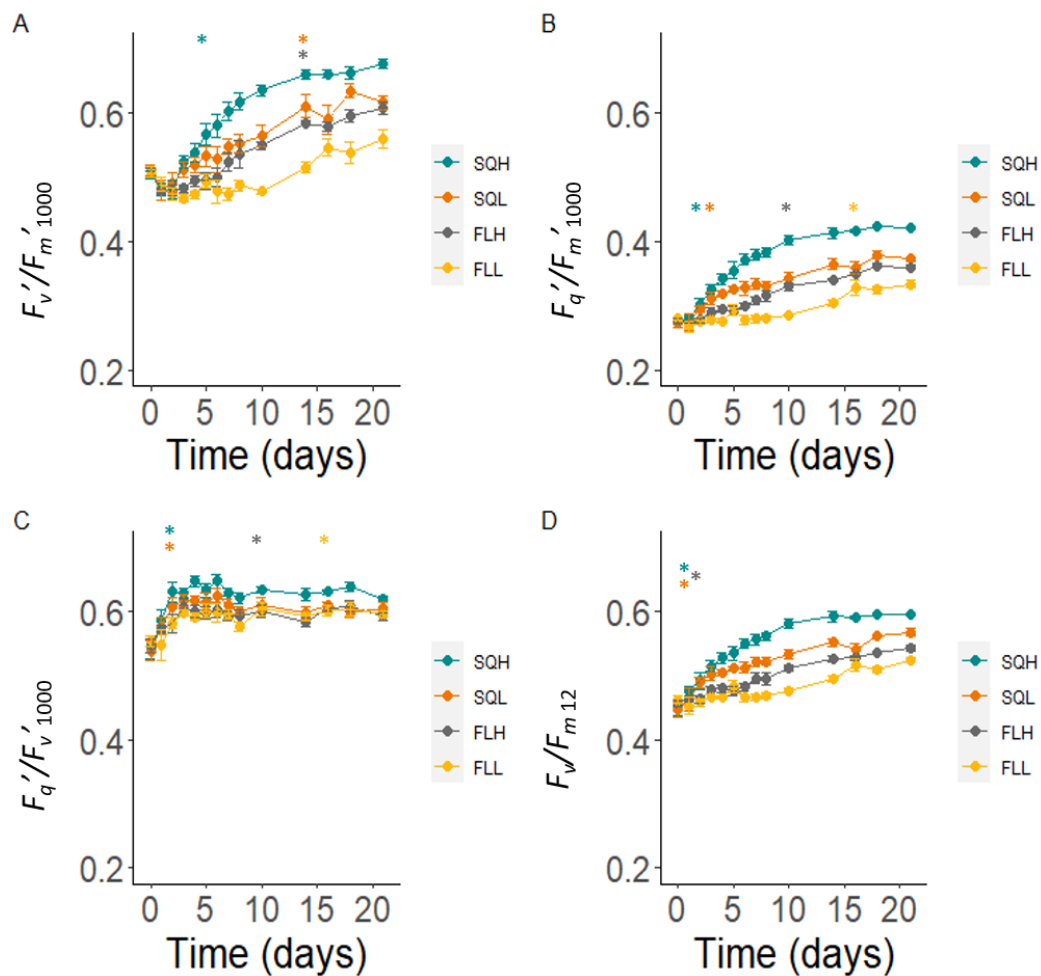 A
* *
*
0.6
0.4
0.2
0 5 10 15 20
Time (days)
Fv′/Fm′ 1000
SQH
SQL
FLH
FLL
B
* * * *
0.6
0.4
0.2
0 5 10 15 20
Time (days)
Fq′/Fm′ 1000
SQH
SQL
FLH
FLL
C
* * *
*
0.6
0.4
0.2
0 5 10 15 20
Time (days)
Fq′/Fv′ 1000
SQH
SQL
FLH
FLL
D
* *
*
0.6
0.4
0.2
0 5 10 15 20
Time (days)
Fv/Fm 12
SQH
SQL
FLH
FLL